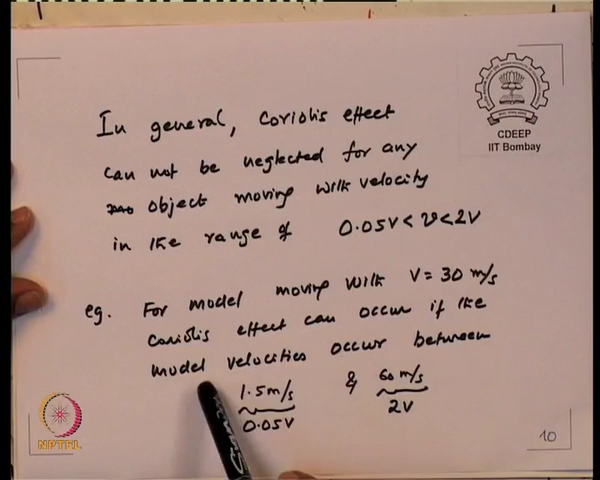 In general, Coriolis effect
can not be neglected for any
object moving with velocity
in the range of 0.05V < v < 2V
eg. For model moving with V = 30 m/s
Coriolis effect can occur if the
model velocities occur between
1.5 m/s & 60 m/s
0.05V 2V
CDEEP
IIT Bombay
NPTEL
10